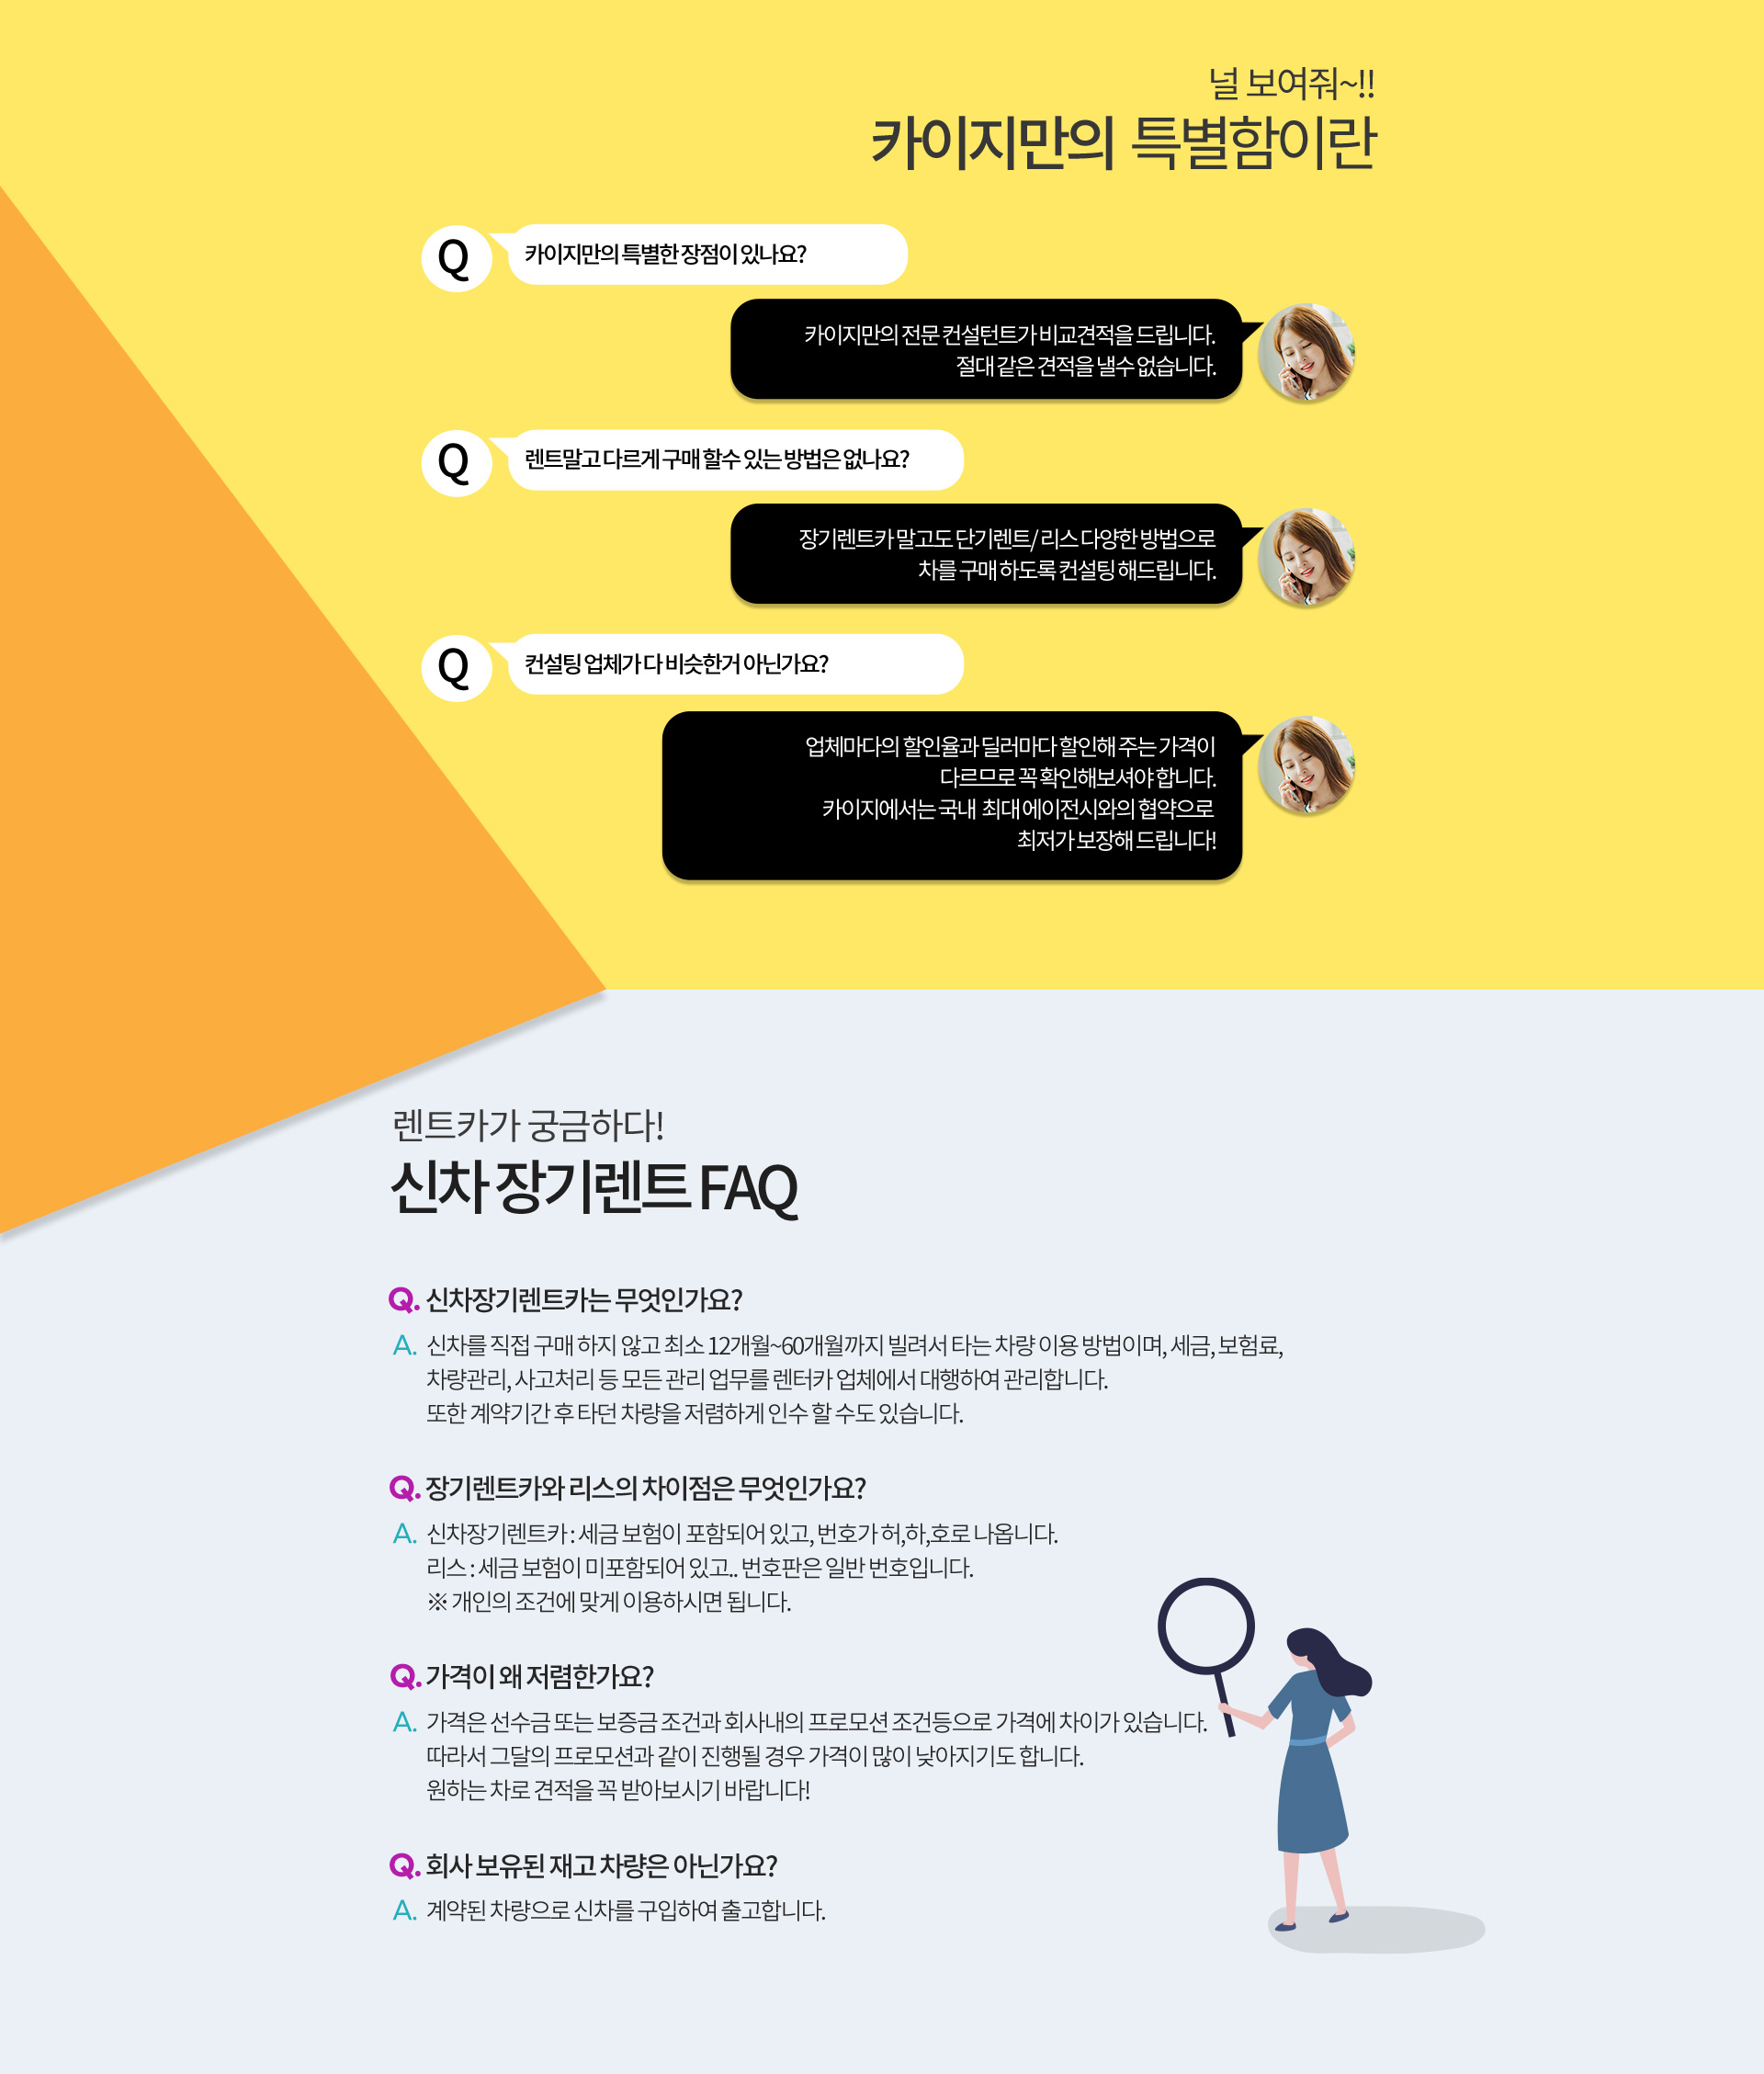 널 보여줘~!!
카이지만의 특별함이란
Q
카이지만의 특별한 장점이 있나요?
카이지만의 전문 컨설턴트가 비교견적을 드립니다.
절대 같은 견적을 낼수 없습니다.
Q
렌트말고 다르게 구매 할수 있는 방법은 없나요?
장기렌트카 말고도 단기렌트/ 리스 다양한 방법으로
차를 구매 하도록 컨설팅 해드립니다.
Q
컨설팅 업체가 다 비슷한거 아닌가요?
업체마다의 할인율과 딜러마다 할인해 주는 가격이
다르므로 꼭 확인해보셔야 합니다.
카이지에서는 국내 최대 에이전시와의 협약으로
최저가 보장해 드립니다!
렌트카가 궁금하다!
신차 장기렌트 FAQ
Q. 신차장기렌트카는 무엇인가요?
A. 신차를 직접 구매 하지 않고 최소 12개월~60개월까지 빌려서 타는 차량 이용 방법이며, 세금, 보험료,
차량관리, 사고처리 등 모든 관리 업무를 렌터카 업체에서 대행하여 관리합니다.
또한 계약기간 후 타던 차량을 저렴하게 인수 할 수도 있습니다.
Q. 장기렌트카와 리스의 차이점은 무엇인가요?
A. 신차장기렌트카 : 세금 보험이 포함되어 있고, 번호가 허,하,호로 나옵니다.
리스 : 세금 보험이 미포함되어 있고.. 번호판은 일반 번호입니다.
※ 개인의 조건에 맞게 이용하시면 됩니다.
Q. 가격이 왜 저렴한가요?
A. 가격은 선수금 또는 보증금 조건과 회사내의 프로모션 조건등으로 가격에 차이가 있습니다.
따라서 그달의 프로모션과 같이 진행될 경우 가격이 많이 낮아지기도 합니다.
원하는 차로 견적을 꼭 받아보시기 바랍니다!
Q. 회사 보유된 재고 차량은 아닌가요?
A. 계약된 차량으로 신차를 구입하여 출고합니다.